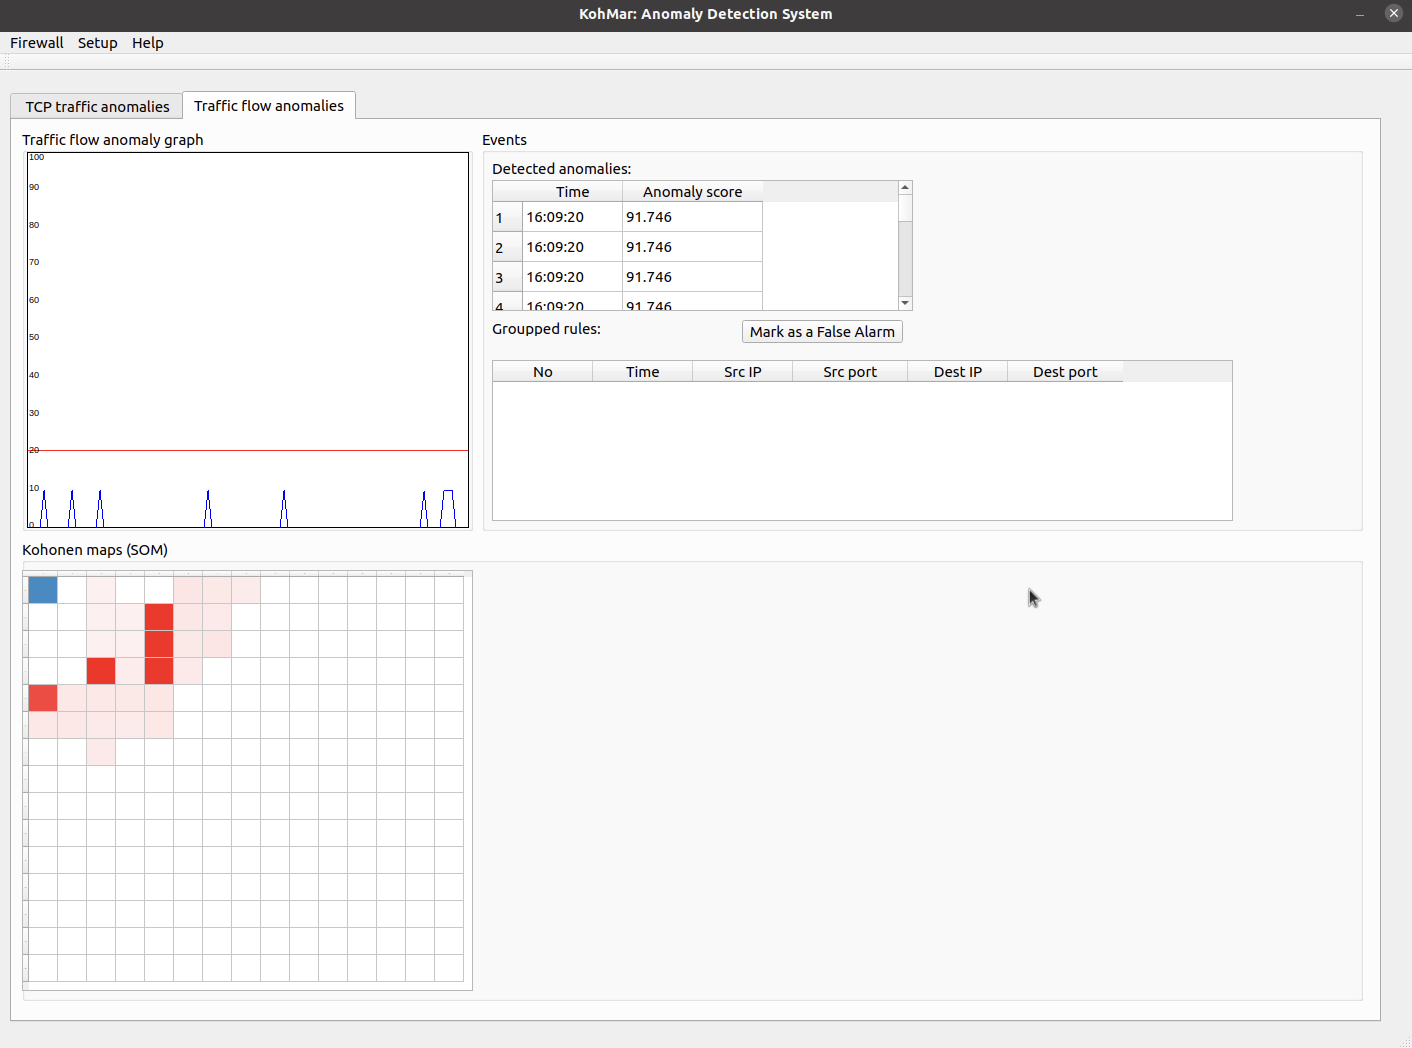 KohMar: Anomaly Detection System
Firewall Setup Help
TCP traffic anomalies Traffic flow anomalies
Traffic flow anomaly graph
100
90
80
70
60
50
40
30
20
10
0
Events
Detected anomalies:
Time Anomaly score
1 16:09:20 91.746
2 16:09:20 91.746
3 16:09:20 91.746
4 16:09:20 91.746
Groupped rules: Mark as a False Alarm
No Time Src IP Src port Dest IP Dest port
Kohonen maps (SOM)